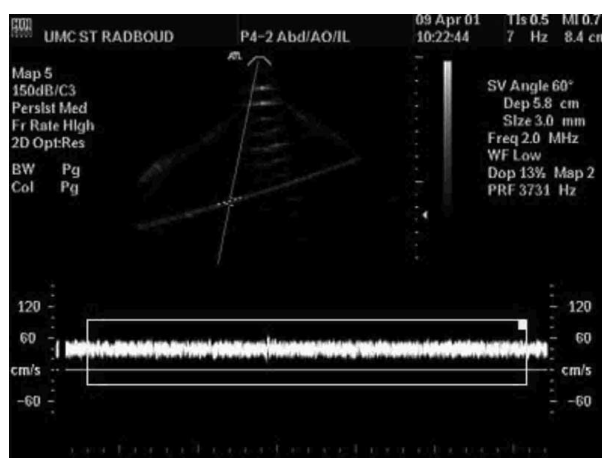 HDI
UMC ST RADBOUD
P4-2 Abd/AO/IL
09 Apr 01
10:22:44
TIs 0.5 MI 0.7
7 Hz 8.4 cm
ATL
Map 5
150dB/C3
Persist Med
Fr Rate High
2D Opt:Res
BW Pg
Col Pg
SV Angle 60°
Dep 5.8 cm
Size 3.0 mm
Freq 2.0 MHz
WF Low
Dop 13% Map 2
PRF 3731 Hz
120
60
cm/s
-60
120
60
cm/s
-60